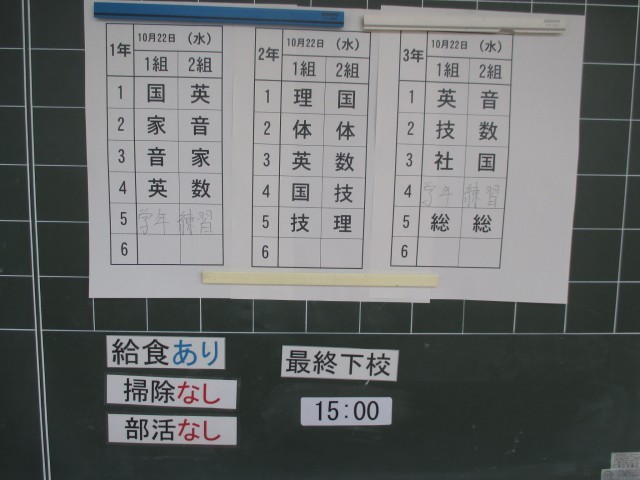 1年 10月22日 (水)
1組 2組
1 国 英
2 家 音
3 音 家
4 英 数
5 学年 練習
6
2年 10月22日 (水)
1組 2組
1 理 国
2 体 体
3 英 数
4 国 技
5 技 理
6
3年 10月22日 (水)
1組 2組
1 英 音
2 技 数
3 社 国
4 学年 練習
5 総 総
6
給食あり
掃除なし
部活なし
最終下校
15:00